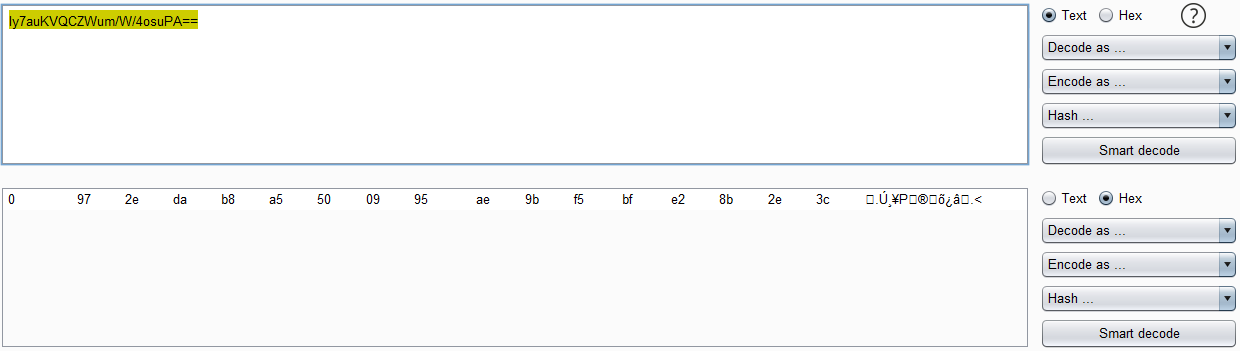 ly7auKVQCZWum/W/4osuPA==
Text Hex ?
Decode as ...
Encode as ...
Hash ...
Smart decode
0 97 2e da b8 a5 50 09 95 ae 9b f5 bf e2 8b 2e 3c □.Ú¸¥P□®□õ¿â□.<
Text Hex
Decode as ...
Encode as ...
Hash ...
Smart decode